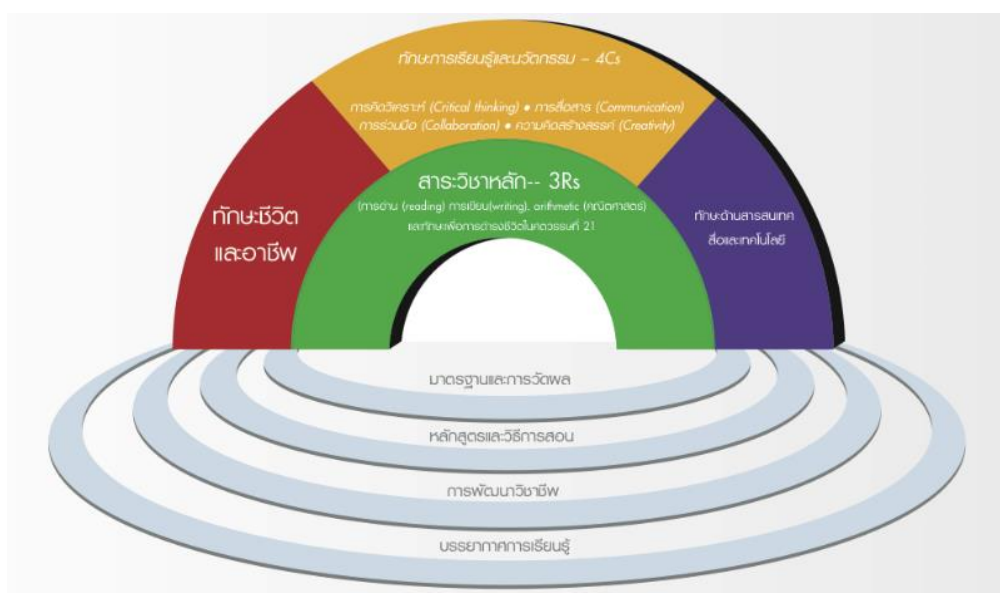 ทักษะการเรียนรู้และนวัตกรรม - 4Cs
การคิดวิเคราะห์ (Critical thinking) • การสื่อสาร (Communication)
การร่วมมือ (Collaboration) • ความคิดสร้างสรรค์ (Creativity)
สาระวิชาหลัก-- 3Rs
(การอ่าน (reading) การเขียน(writing), arithmetic (คณิตศาสตร์)
และทักษะเพื่อการดำรงชีวิตในศตวรรษที่ 21
ทักษะชีวิต
และอาชีพ
ทักษะด้านสารสนเทศ
สื่อและเทคโนโลยี
มาตรฐานและการวัดผล
หลักสูตรและวิธีการสอน
การพัฒนาวิชาชีพ
บรรยากาศการเรียนรู้